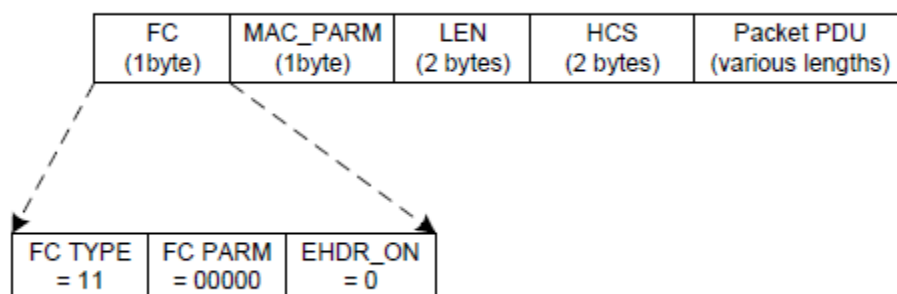 FC MAC_PARM LEN HCS Packet PDU
(1byte) (1byte) (2 bytes) (2 bytes) (various lengths)
FC TYPE FC PARM EHDR_ON
= 11 = 00000 = 0